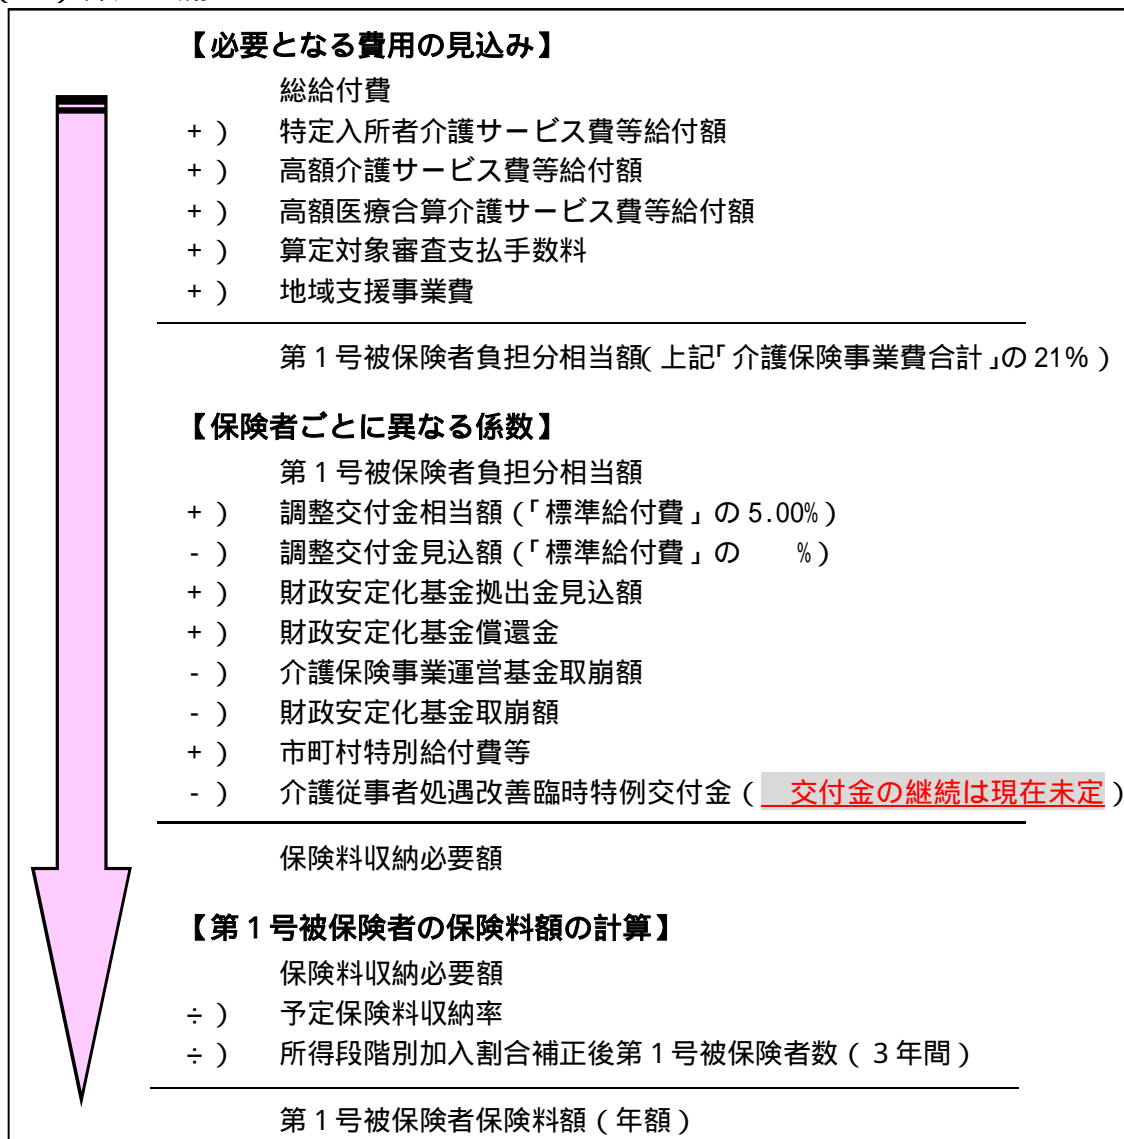 【必要となる費用の見込み】
総給付費
+ ) 特定入所者介護サービス費等給付額
+ ) 高額介護サービス費等給付額
+ ) 高額医療合算介護サービス費等給付額
+ ) 算定対象審査支払手数料
+ ) 地域支援事業費
第1号被保険者負担分相当額(上記「介護保険事業費合計」の21%)
【保険者ごとに異なる係数】
第1号被保険者負担分相当額
+ ) 調整交付金相当額(「標準給付費」の5.00%)
- ) 調整交付金見込額(「標準給付費」の　　%)
+ ) 財政安定化基金拠出金見込額
+ ) 財政安定化基金償還金
- ) 介護保険事業運営基金取崩額
- ) 財政安定化基金取崩額
+ ) 市町村特別給付費等
- ) 介護従事者処遇改善臨時特例交付金(　交付金の継続は現在未定)
保険料収納必要額
【第1号被保険者の保険料額の計算】
保険料収納必要額
÷ ) 予定保険料収納率
÷ ) 所得段階別加入割合補正後第1号被保険者数(3年間)
第1号被保険者保険料額(年額)